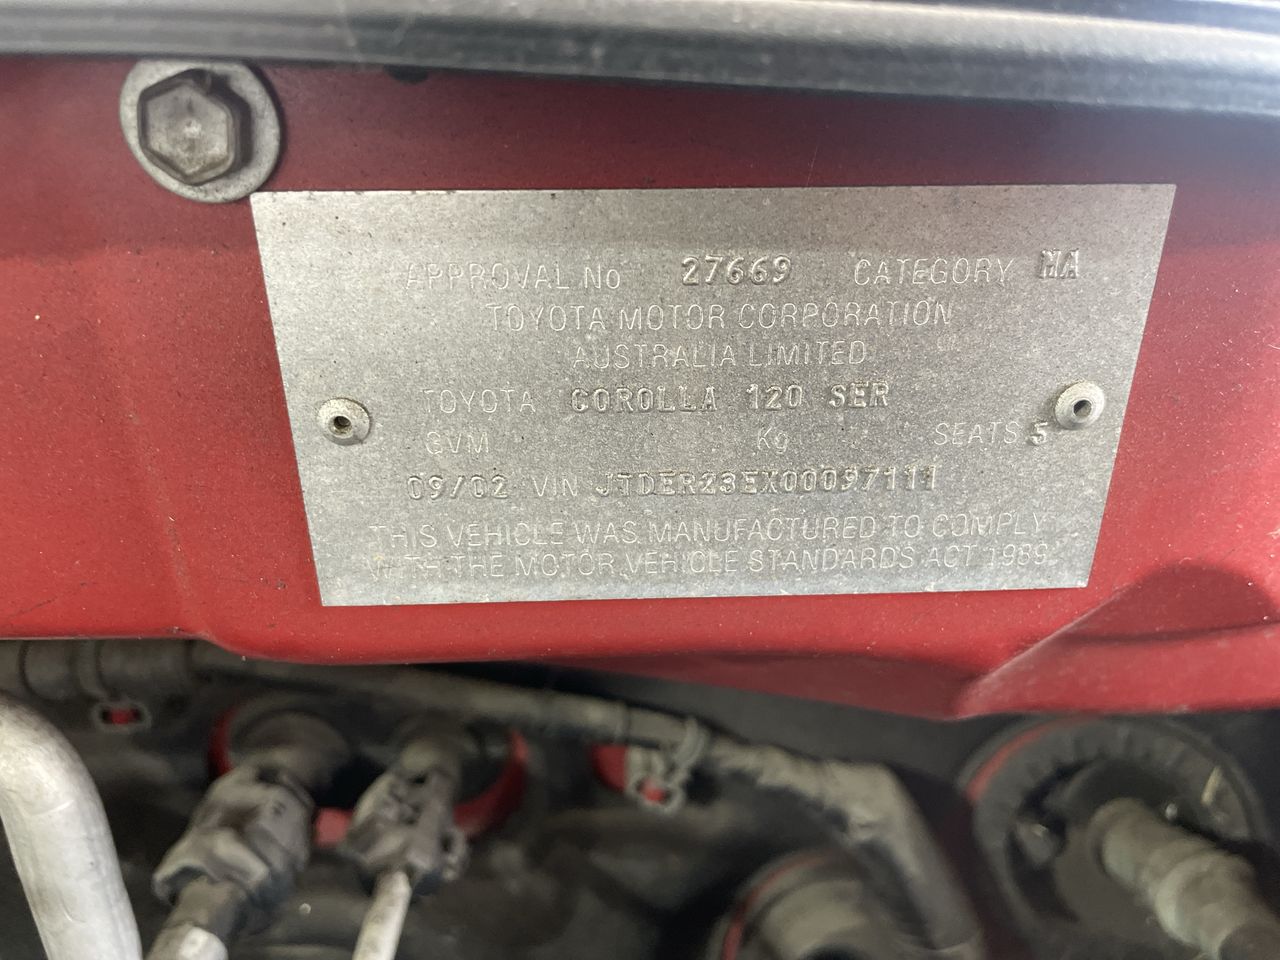 APPROVAL No 27669 CATEGORY MA
TOYOTA MOTOR CORPORATION
AUSTRALIA LIMITED
TOYOTA COROLLA 120 SER
GVM Kg SEATS 5
09/02 VIN JTDER23EX00097111
THIS VEHICLE WAS MANUFACTURED TO COMPLY
WITH THE MOTOR VEHICLE STANDARDS ACT 1989